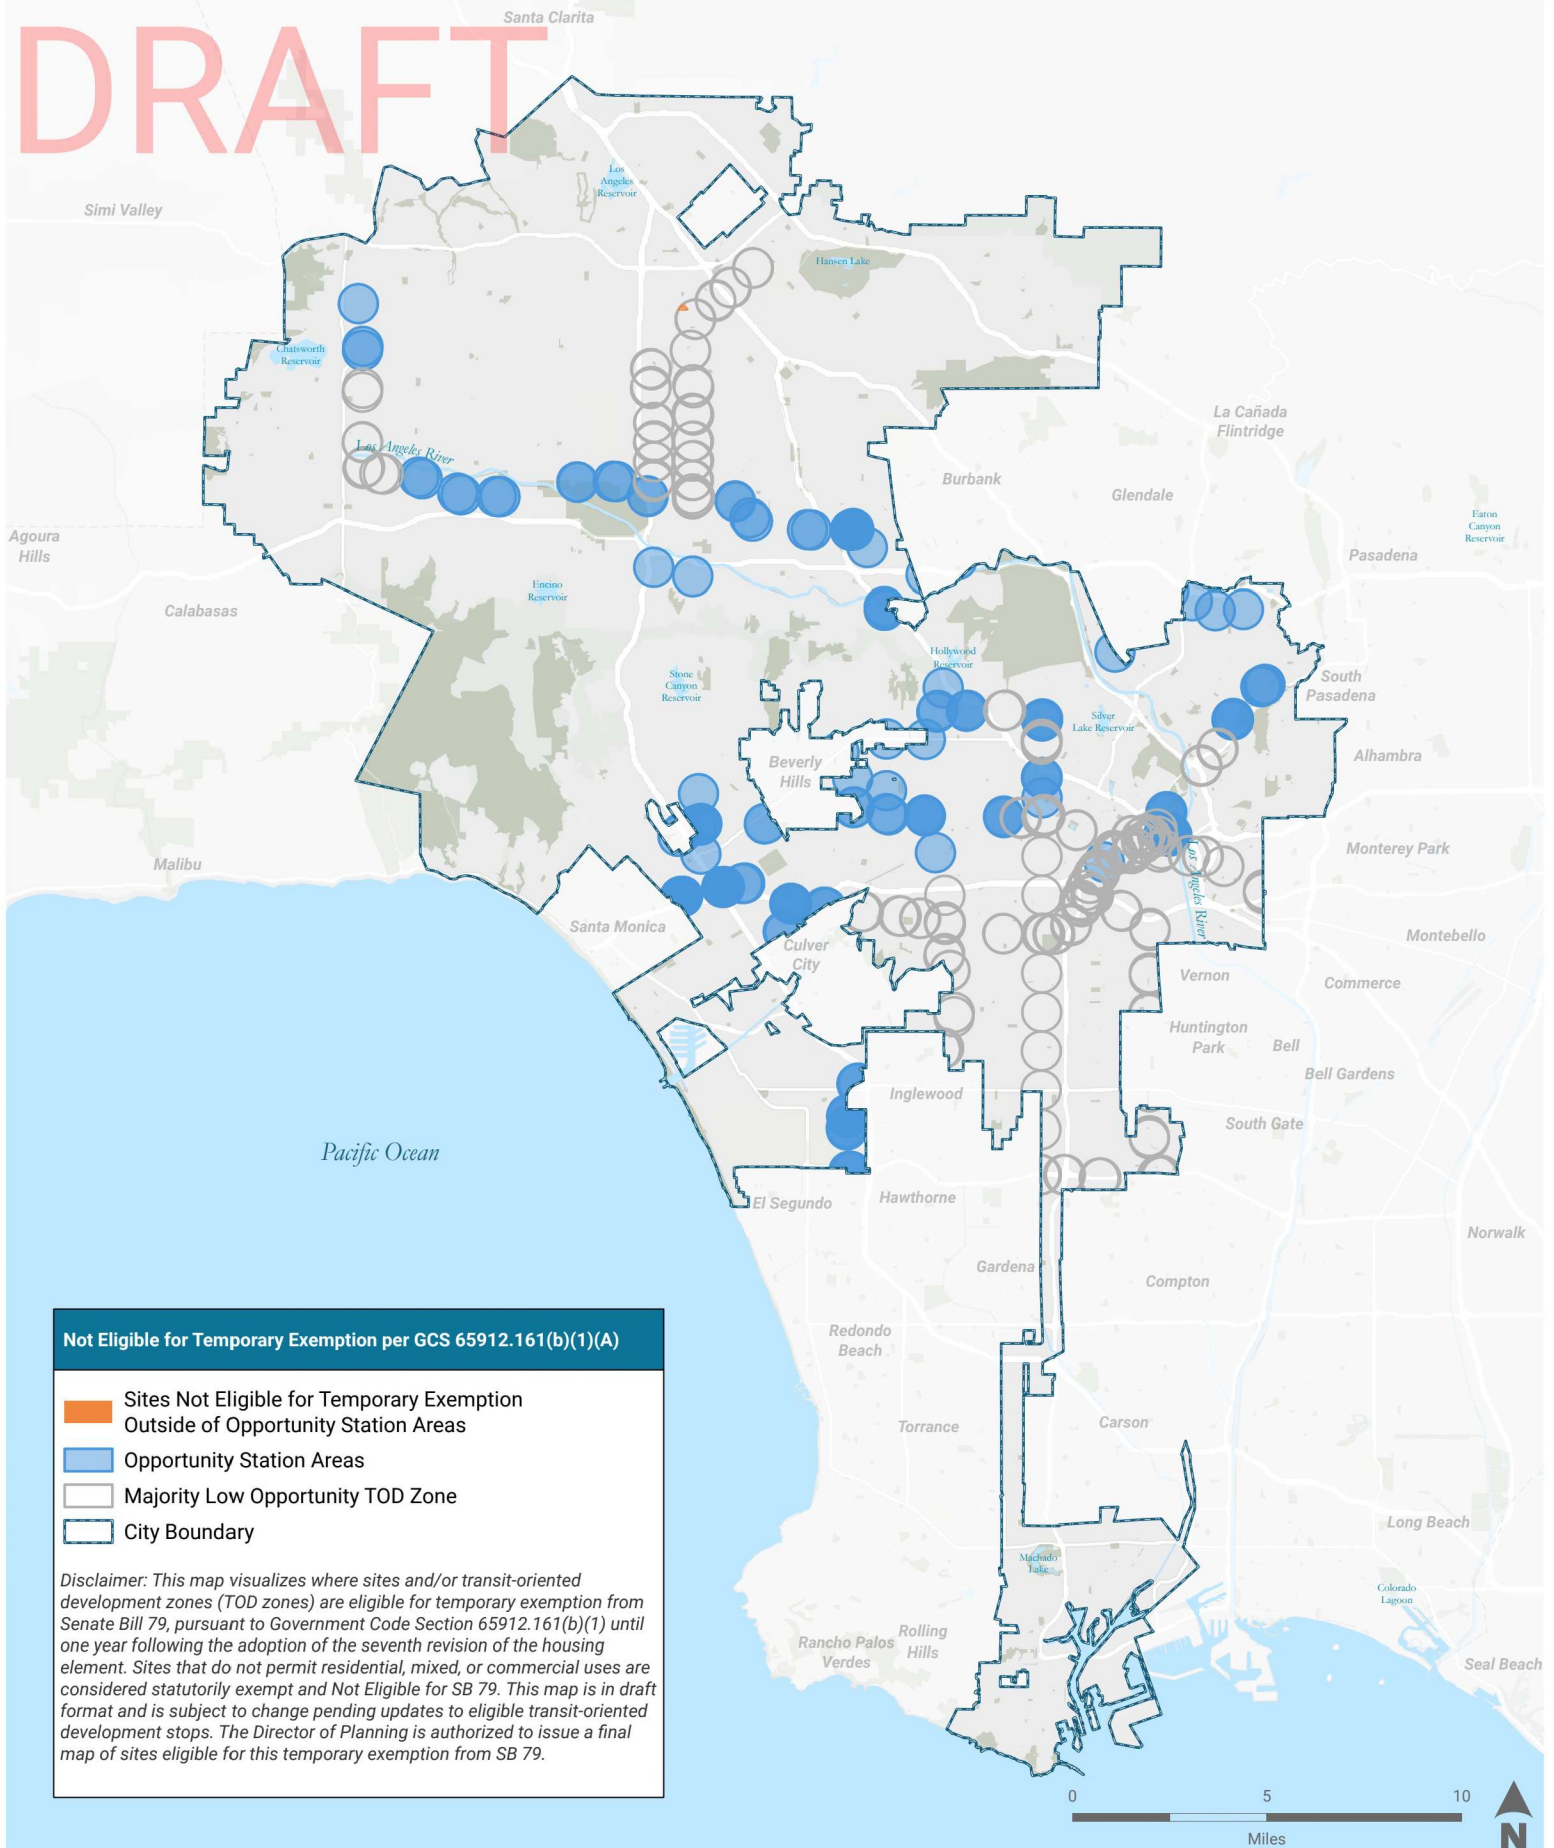 DRAFT
Santa Clarita
Los
Angeles
Reservoir
Simi Valley
Hansen Lake
Chatsworth
Reservoir
La Cañada
Flintridge
Los Angeles River
Burbank
Glendale
Eaton
Canyon
Reservoir
Agoura
Hills
Pasadena
Encino
Reservoir
Calabasas
Hollywood
Reservoir
Stone
Canyon
Reservoir
South
Pasadena
Silver
Lake Reservoir
Alhambra
Beverly
Hills
Monterey Park
Malibu
Los Angeles River
Santa Monica
Culver
City
Montebello
Vernon
Commerce
Huntington
Park
Bell
Bell Gardens
Inglewood
South Gate
Pacific Ocean
El Segundo
Hawthorne
Norwalk
Gardena
Compton
Redondo
Beach
Torrance
Carson
Long Beach
Machado
Lake
Colorado
Lagoon
Rancho Palos
Verdes
Rolling
Hills
Seal Beach
Not Eligible for Temporary Exemption per GCS 65912.161(b)(1)(A)
Sites Not Eligible for Temporary Exemption
Outside of Opportunity Station Areas
Opportunity Station Areas
Majority Low Opportunity TOD Zone
City Boundary
Disclaimer: This map visualizes where sites and/or transit-oriented
development zones (TOD zones) are eligible for temporary exemption from
Senate Bill 79, pursuant to Government Code Section 65912.161(b)(1) until
one year following the adoption of the seventh revision of the housing
element. Sites that do not permit residential, mixed, or commercial uses are
considered statutorily exempt and Not Eligible for SB 79. This map is in draft
format and is subject to change pending updates to eligible transit-oriented
development stops. The Director of Planning is authorized to issue a final
map of sites eligible for this temporary exemption from SB 79.
0 5 10
Miles
N